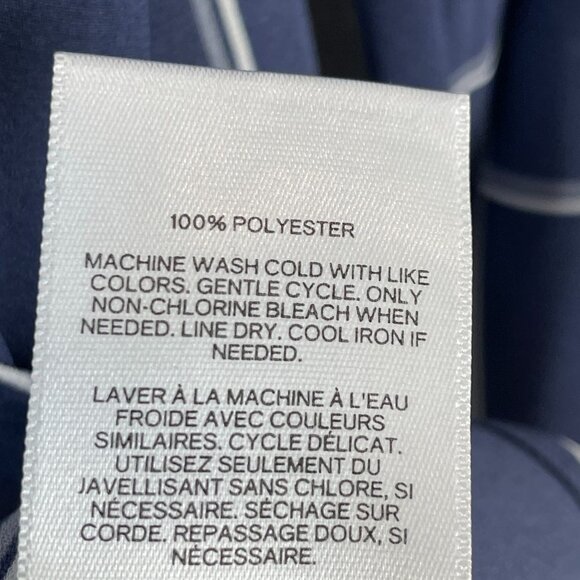 100% POLYESTER
MACHINE WASH COLD WITH LIKE
COLORS. GENTLE CYCLE. ONLY
NON-CHLORINE BLEACH WHEN
NEEDED. LINE DRY. COOL IRON IF
NEEDED.
LAVER À LA MACHINE À L'EAU
FROIDE AVEC COULEURS
SIMILAIRES. CYCLE DÉLICAT.
UTILISEZ SEULEMENT DU
JAVELLISANT SANS CHLORE, SI
NÉCESSAIRE. SÉCHAGE SUR
CORDE. REPASSAGE DOUX, SI
NÉCESSAIRE.